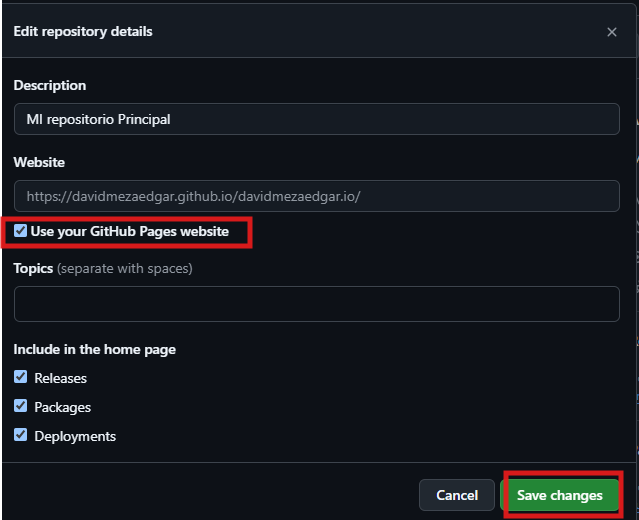 Edit repository details
Description
MI repositorio Principal
Website
https://davidmezaedgar.github.io/davidmezaedgar.io/
Use your GitHub Pages website
Topics (separate with spaces)
Include in the home page
Releases
Packages
Deployments
Cancel
Save changes